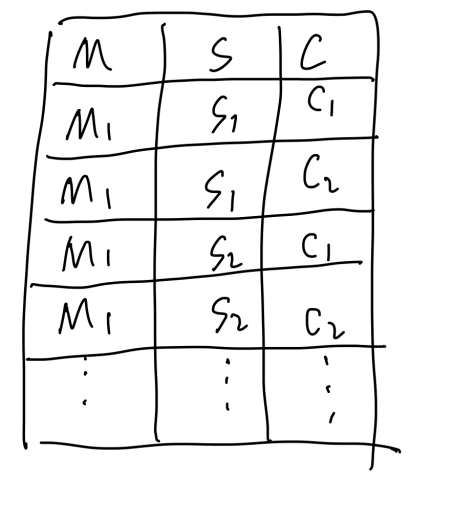 M S C
M1 S1 C1
M1 S1 C2
M1 S2 C1
M1 S2 C2
⋮ ⋮ ⋮